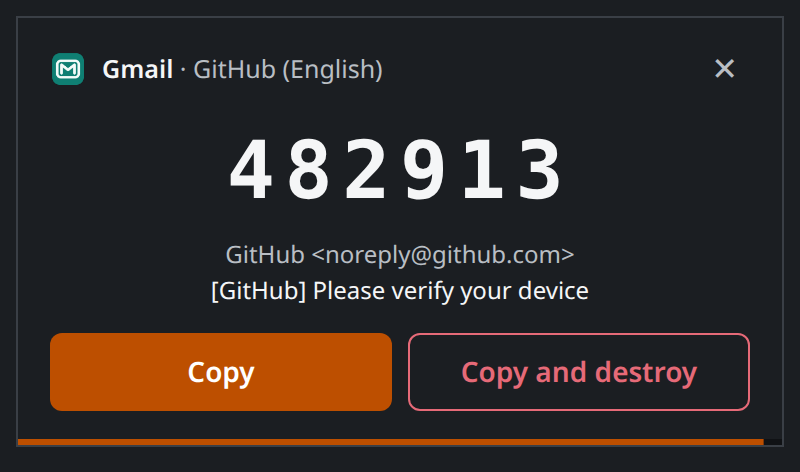 Gmail · GitHub (English)
482913
GitHub <noreply@github.com>
[GitHub] Please verify your device
Copy
Copy and destroy